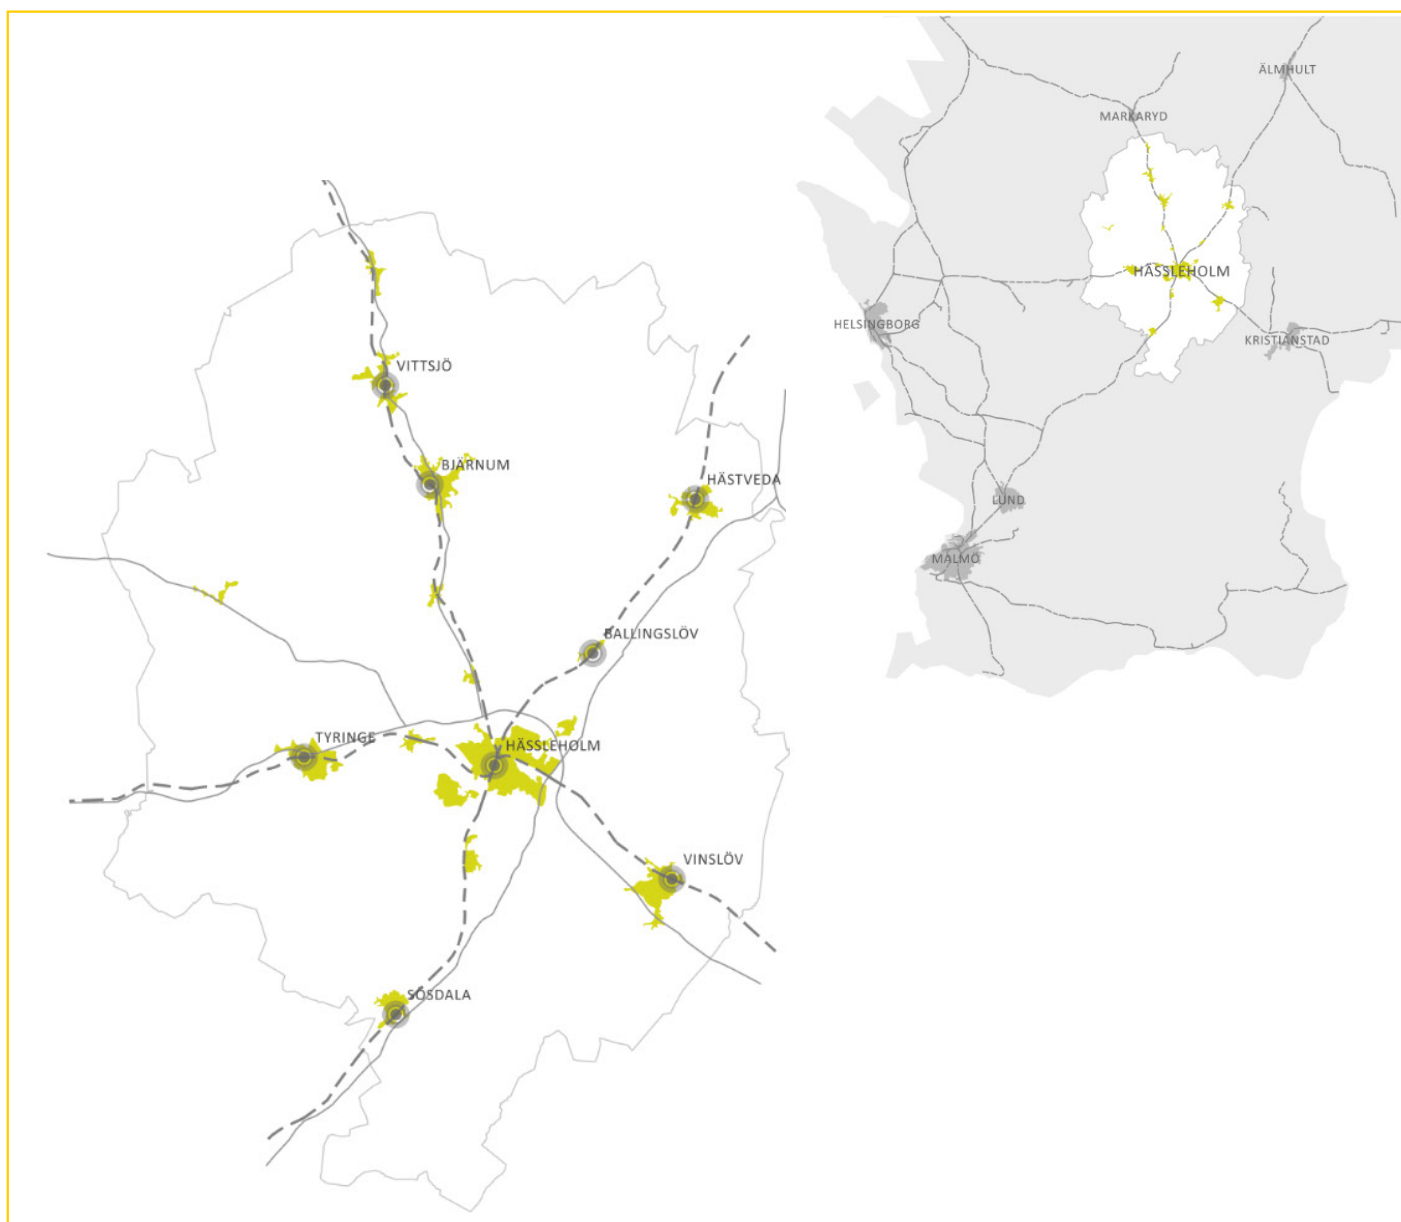 ÄLMHULT
MARKARYD
HÄSSLEHOLM
HELSINGBORG
KRISTIANSTAD
LUND
MALMÖ
VITTSJÖ
BJÄRNUM
HÄSTVEDA
BALLINGSLÖV
TYRINGE
HÄSSLEHOLM
VINSLÖV
SÖSDALA